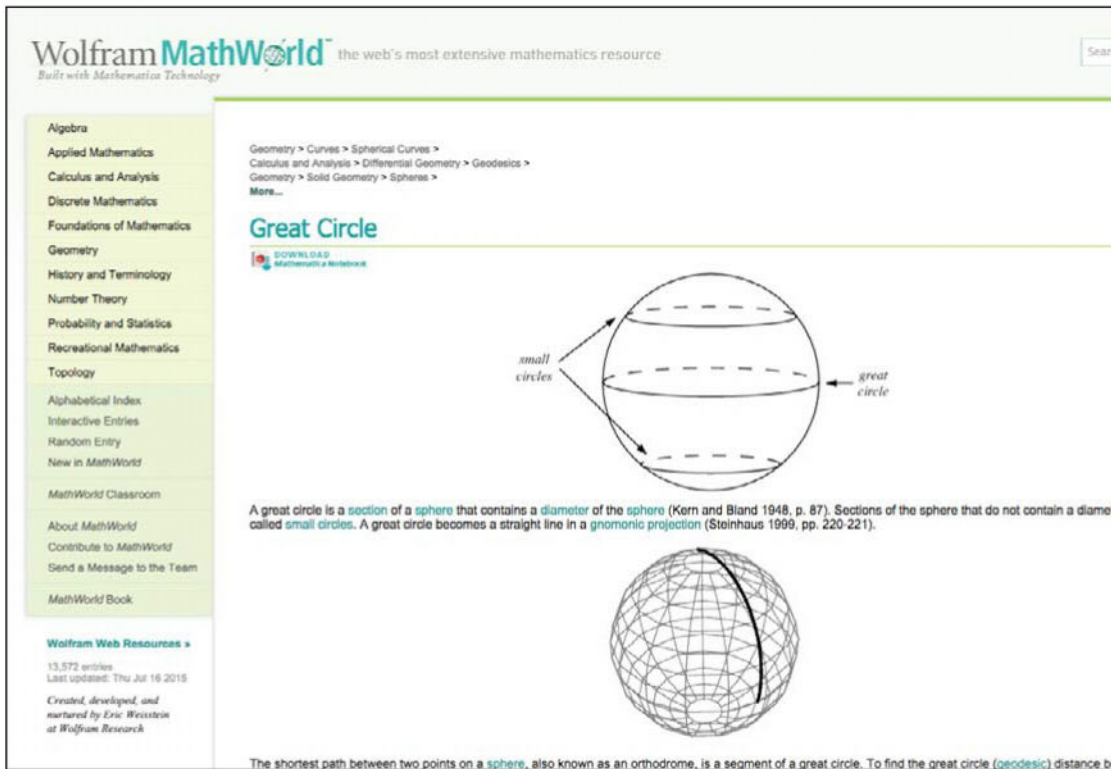 Wolfram MathWorld™ the web's most extensive mathematics resource
Built with Mathematica Technology
Sear
Algebra
Applied Mathematics
Calculus and Analysis
Discrete Mathematics
Foundations of Mathematics
Geometry
History and Terminology
Number Theory
Probability and Statistics
Recreational Mathematics
Topology
Alphabetical Index
Interactive Entries
Random Entry
New in MathWorld
MathWorld Classroom
About MathWorld
Contribute to MathWorld
Send a Message to the Team
MathWorld Book
Wolfram Web Resources »
13,572 entries
Last updated: Thu Jul 16 2015
Created, developed, and
nurtured by Eric Weisstein
at Wolfram Research
Geometry > Curves > Spherical Curves >
Calculus and Analysis > Differential Geometry > Geodesics >
Geometry > Solid Geometry > Spheres >
More...
Great Circle
DOWNLOAD
Mathematica Notebook
small
circles
great
circle
A great circle is a section of a sphere that contains a diameter of the sphere (Kern and Bland 1948, p. 87). Sections of the sphere that do not contain a diame
called small circles. A great circle becomes a straight line in a gnomonic projection (Steinhaus 1999, pp. 220-221).
The shortest path between two points on a sphere, also known as an orthodrome, is a segment of a great circle. To find the great circle (geodesic) distance b